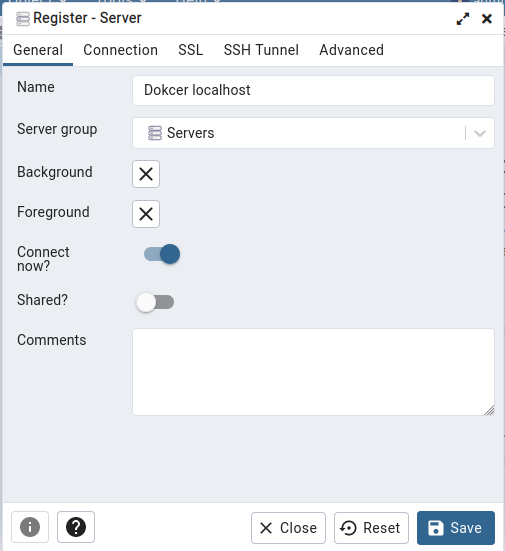 Register - Server
General Connection SSL SSH Tunnel Advanced
Name Dokcer localhost
Server group Servers
Background
Foreground
Connect
now?
Shared?
Comments
Close Reset Save